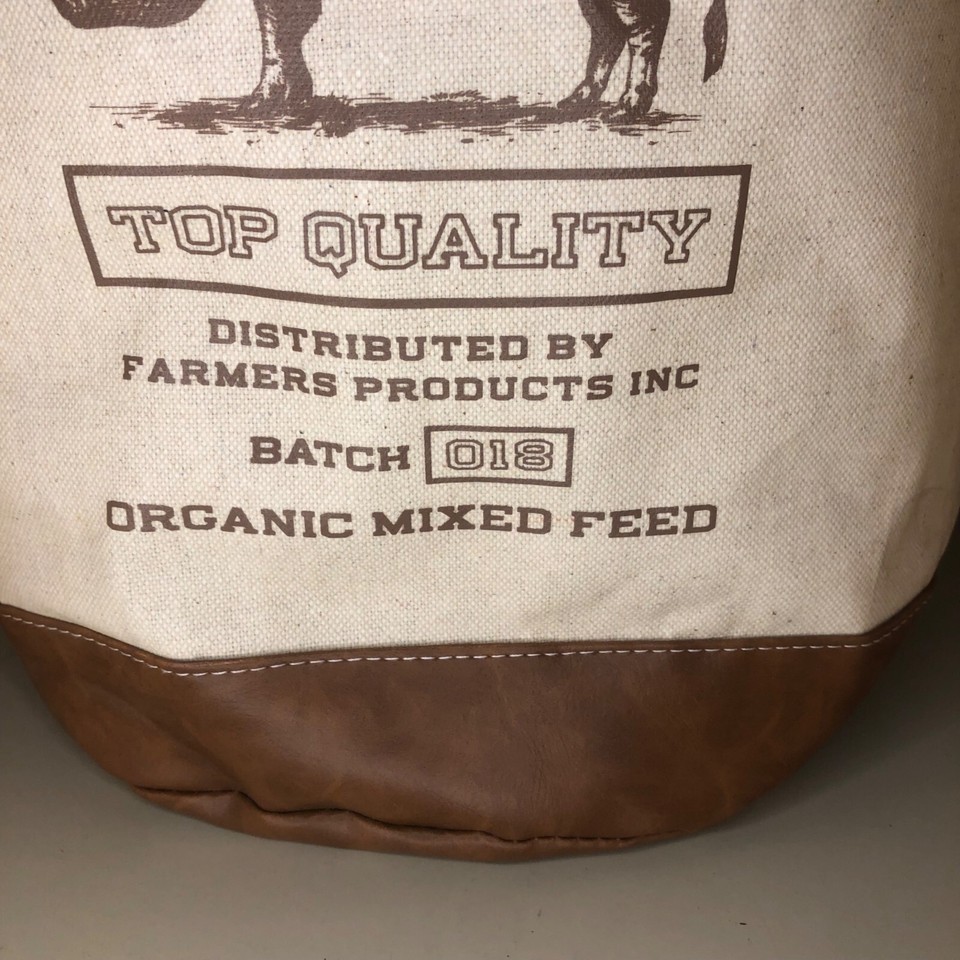 TOP QUALITY
DISTRIBUTED BY
FARMERS PRODUCTS INC
BATCH 018
ORGANIC MIXED FEED